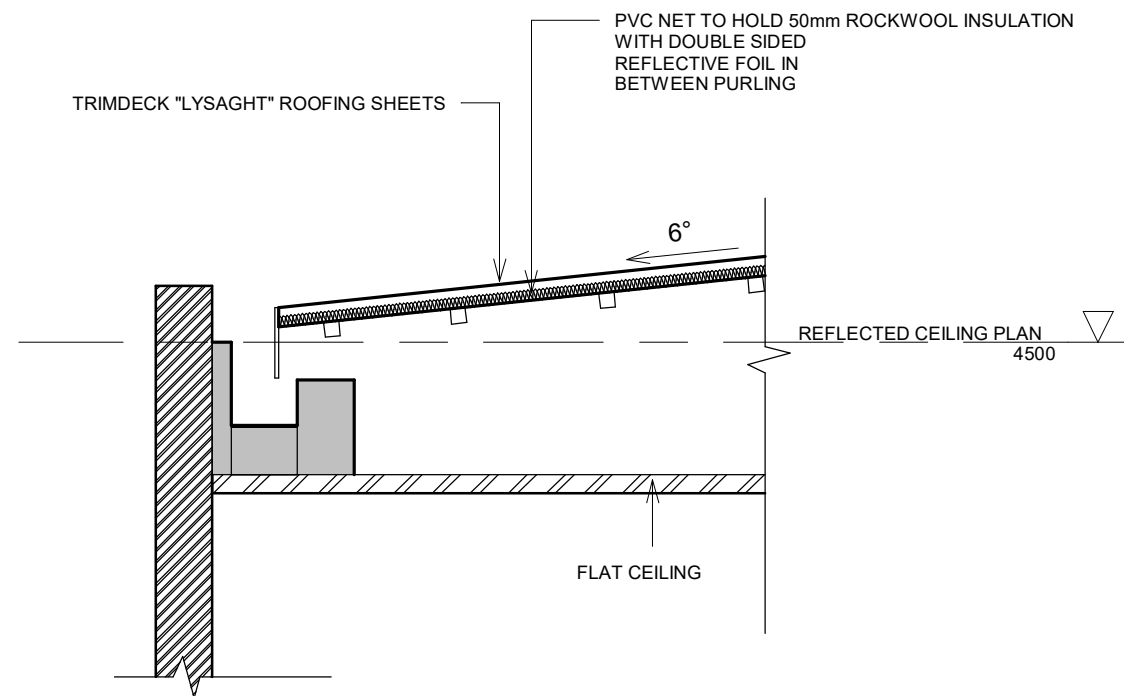 PVC NET TO HOLD 50mm ROCKWOOL INSULATION
WITH DOUBLE SIDED
REFLECTIVE FOIL IN
BETWEEN PURLING
TRIMDECK "LYSAGHT" ROOFING SHEETS
6°
REFLECTED CEILING PLAN
4500
FLAT CEILING